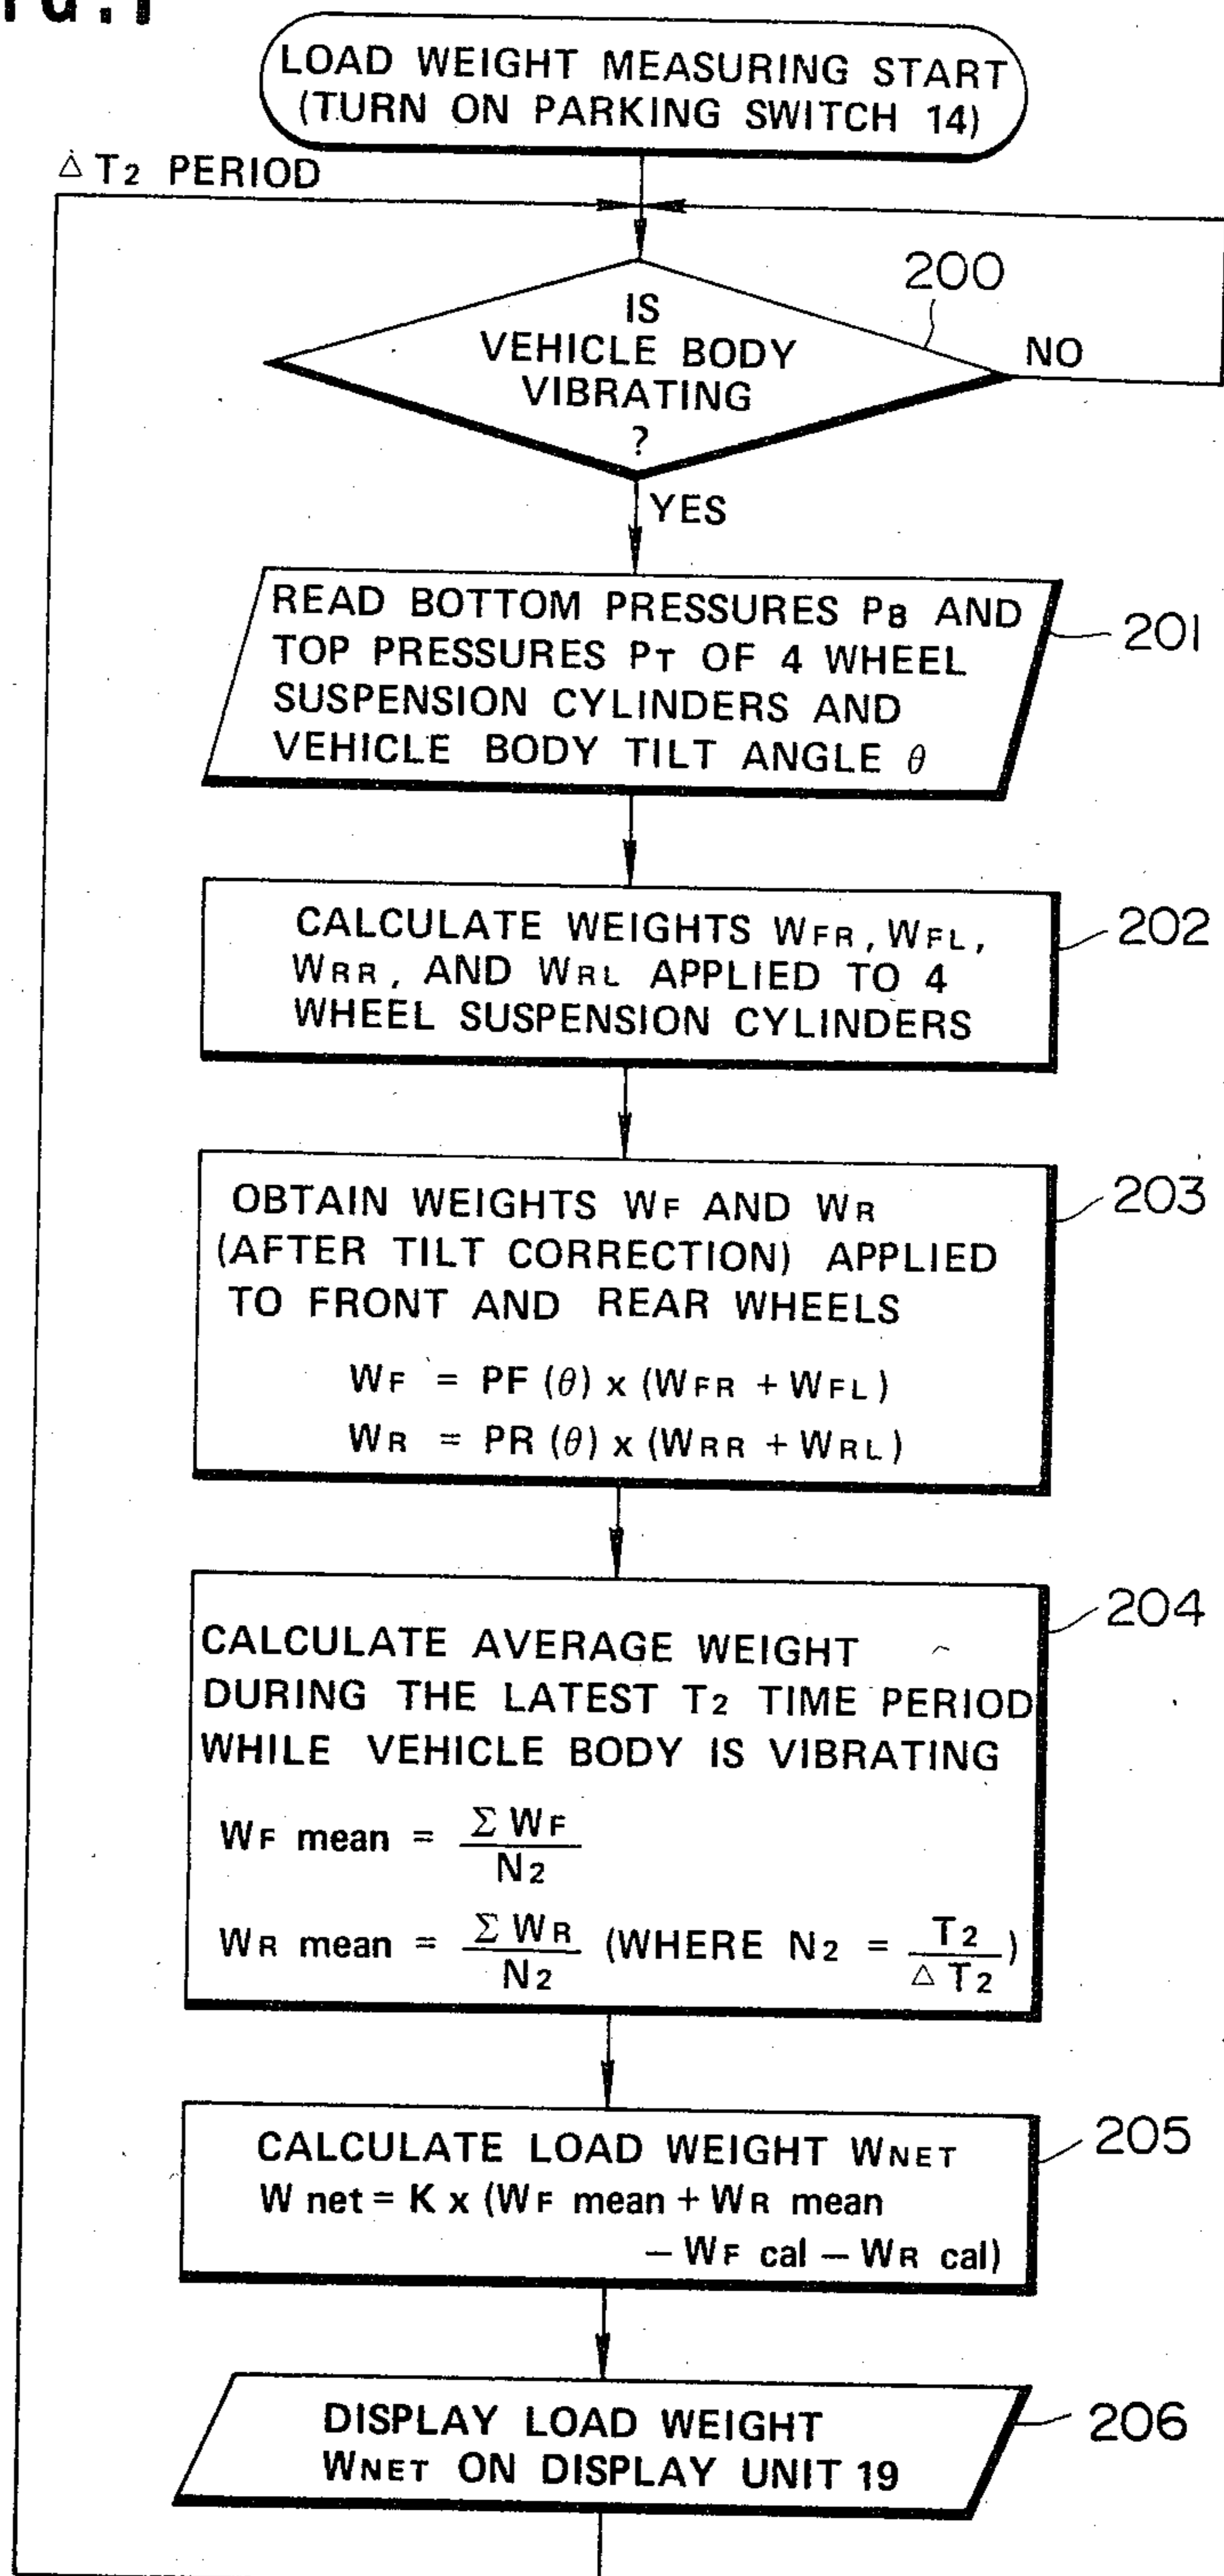 LOAD WEIGHT MEASURING START
(TURN ON PARKING SWITCH 14)
△T2 PERIOD
200
IS
VEHICLE BODY
VIBRATING
?
NO
YES
READ BOTTOM PRESSURES PB AND
TOP PRESSURES PT OF 4 WHEEL
SUSPENSION CYLINDERS AND
VEHICLE BODY TILT ANGLE θ
201
CALCULATE WEIGHTS WFR, WFL,
WRR, AND WRL APPLIED TO 4
WHEEL SUSPENSION CYLINDERS
202
OBTAIN WEIGHTS WF AND WR
(AFTER TILT CORRECTION) APPLIED
TO FRONT AND REAR WHEELS
WF = PF (θ) x (WFR + WFL)
WR = PR (θ) x (WRR + WRL)
203
CALCULATE AVERAGE WEIGHT
DURING THE LATEST T2 TIME PERIOD
WHILE VEHICLE BODY IS VIBRATING
WF mean = Σ WF / N2
WR mean = Σ WR / N2 (WHERE N2 = T2 / △T2)
204
CALCULATE LOAD WEIGHT WNET
W net = K x (WF mean + WR mean
– WF cal – WR cal)
205
DISPLAY LOAD WEIGHT
WNET ON DISPLAY UNIT 19
206